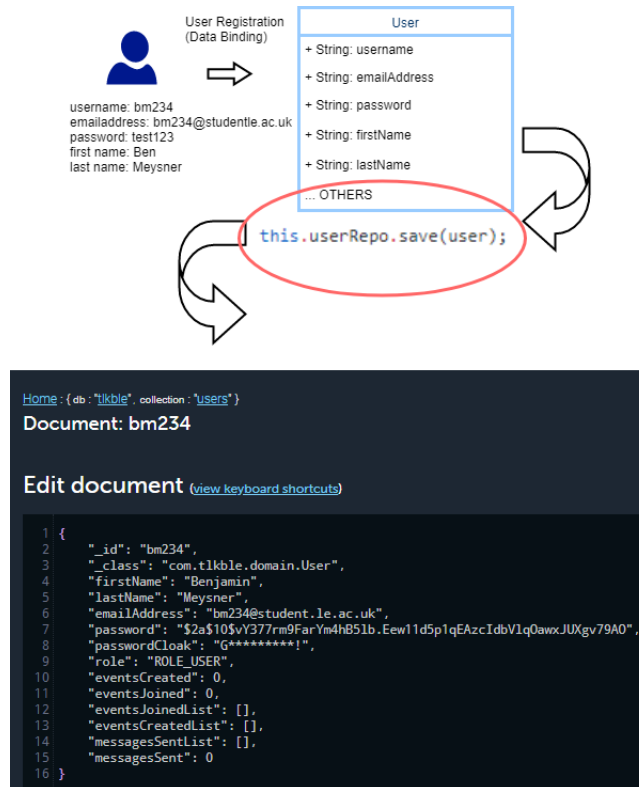 User Registration
(Data Binding)
username: bm234
emailaddress: bm234@studentle.ac.uk
password: test123
first name: Ben
last name: Meysner
User
+ String: username
+ String: emailAddress
+ String: password
+ String: firstName
+ String: lastName
... OTHERS
this.userRepo.save(user);
Home : { db : "tlkble", collection : "users" }
Document: bm234
Edit document (view keyboard shortcuts)
1 {
2 "_id": "bm234",
3 "_class": "com.tlkble.domain.User",
4 "firstName": "Benjamin",
5 "lastName": "Meysner",
6 "emailAddress": "bm234@student.le.ac.uk",
7 "password": "$2a$10$vY377rm9FarYm4hB5lb.Eew11d5p1qEAzcIdbVlqOawxJUXgv79AO",
8 "passwordCloak": "G*********!",
9 "role": "ROLE_USER",
10 "eventsCreated": 0,
11 "eventsJoined": 0,
12 "eventsJoinedList": [],
13 "eventsCreatedList": [],
14 "messagesSentList": [],
15 "messagesSent": 0
16 }